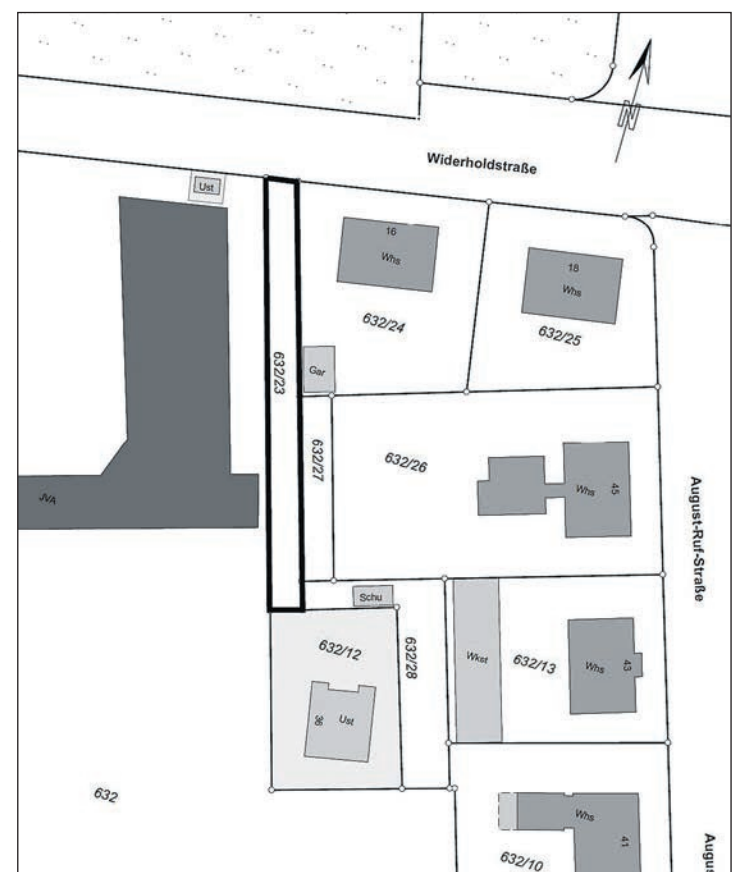 N
Widerholdstraße
Ust
16
Whs
18
Whs
632/24
632/25
632/23
Gar
632/27
632/26
Whs
45
JVA
August-Ruf-Straße
Schu
632/12
632/28
Wkst
632/13
Whs
43
36
Ust
632
Whs
41
632/10
Augus